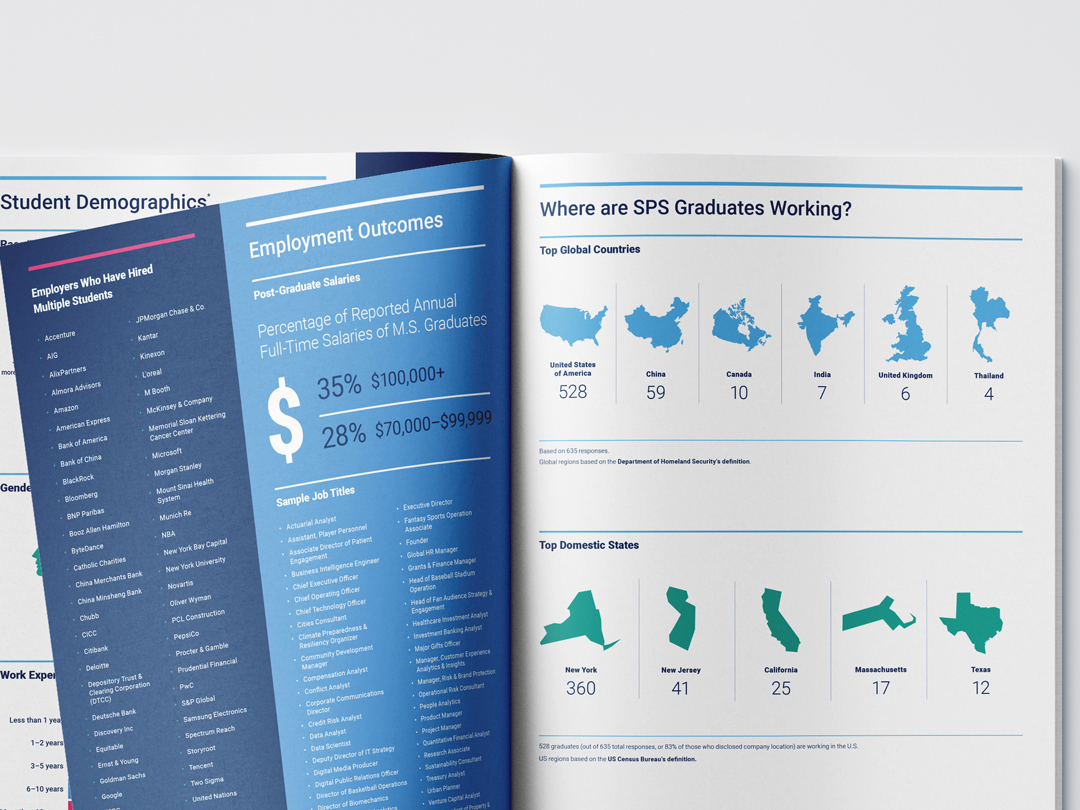 Student Demographics*
more
Gende
Work Exper
Less than 1 yea
1–2 years
3–5 years
6–10 years
Employers Who Have Hired
Multiple Students
Accenture
AIG
AlixPartners
Almora Advisors
Amazon
American Express
Bank of America
Bank of China
BlackRock
Bloomberg
BNP Paribas
Booz Allen Hamilton
ByteDance
Catholic Charities
China Merchants Bank
China Minsheng Bank
Chubb
CICC
Citibank
Deloitte
Depository Trust &
Clearing Corporation
(DTCC)
Deutsche Bank
Discovery Inc
Equitable
Ernst & Young
Goldman Sachs
Google
JPMorgan Chase & Co.
Kantar
Kinexon
L'oreal
M Booth
McKinsey & Company
Memorial Sloan Kettering
Cancer Center
Microsoft
Morgan Stanley
Mount Sinai Health
System
Munich Re
NBA
New York Bay Capital
New York University
Novartis
Oliver Wyman
PCL Construction
PepsiCo
Procter & Gamble
Prudential Financial
PwC
S&P Global
Samsung Electronics
Spectrum Reach
Storyroot
Tencent
Two Sigma
United Nations
Employment Outcomes
Post-Graduate Salaries
Percentage of Reported Annual
Full-Time Salaries of M.S. Graduates
$
35% $100,000+
28% $70,000–$99,999
Sample Job Titles
Actuarial Analyst
Assistant, Player Personnel
Associate Director of Patient
Engagement
Business Intelligence Engineer
Chief Executive Officer
Chief Operating Officer
Chief Technology Officer
Cities Consultant
Climate Preparedness &
Resiliency Organizer
Community Development
Manager
Compensation Analyst
Conflict Analyst
Corporate Communications
Director
Credit Risk Analyst
Data Analyst
Data Scientist
Deputy Director of IT Strategy
Digital Media Producer
Digital Public Relations Officer
Director of Basketball Operations
Director of Biomechanics
Executive Director
Fantasy Sports Operation
Associate
Founder
Global HR Manager
Grants & Finance Manager
Head of Baseball Stadium
Operation
Head of Fan Audience Strategy &
Engagement
Healthcare Investment Analyst
Investment Banking Analyst
Major Gifts Officer
Manager, Customer Experience
Analytics & Insights
Manager, Risk & Brand Protection
Operational Risk Consultant
People Analytics
Product Manager
Project Manager
Quantitative Financial Analyst
Research Associate
Sustainability Consultant
Treasury Analyst
Urban Planner
Venture Capital Analyst
Where are SPS Graduates Working?
Top Global Countries
United States
of America
528
China
59
Canada
10
India
7
United Kingdom
6
Thailand
4
Based on 635 responses.
Global regions based on the Department of Homeland Security's definition.
Top Domestic States
New York
360
New Jersey
41
California
25
Massachusetts
17
Texas
12
528 graduates (out of 635 total responses, or 83% of those who disclosed company location) are working in the U.S.
US regions based on the US Census Bureau's definition.